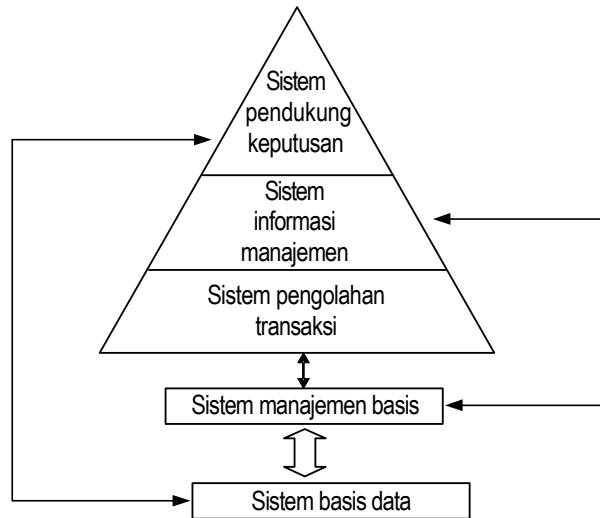 Sistem
pendukung
keputusan
Sistem
informasi
manajemen
Sistem pengolahan
transaksi
Sistem manajemen basis
Sistem basis data